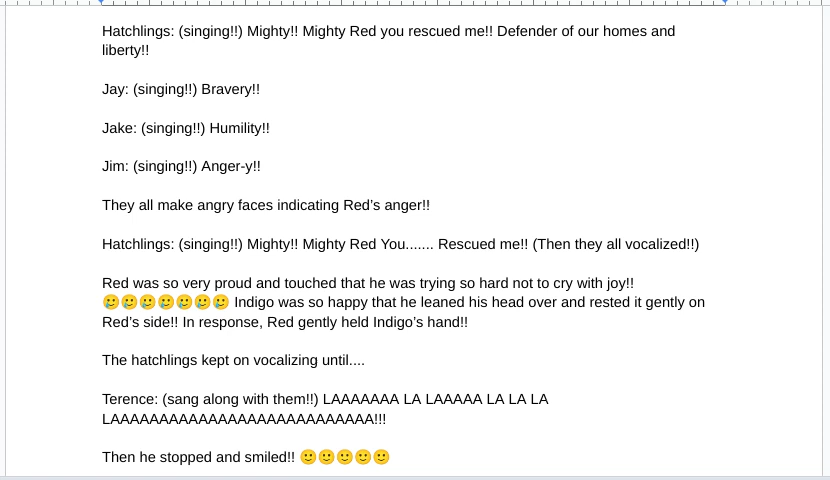 Hatchlings: (singing!!) Mighty!! Mighty Red you rescued me!! Defender of our homes and
liberty!!
Jay: (singing!!) Bravery!!
Jake: (singing!!) Humility!!
Jim: (singing!!) Anger-y!!
They all make angry faces indicating Red’s anger!!
Hatchlings: (singing!!) Mighty!! Mighty Red You....... Rescued me!! (Then they all vocalized!!)
Red was so very proud and touched that he was trying so hard not to cry with joy!!
🥲🥲🥲🥲🥲🥲🥲 Indigo was so happy that he leaned his head over and rested it gently on
Red’s side!! In response, Red gently held Indigo’s hand!!
The hatchlings kept on vocalizing until....
Terence: (sang along with them!!) LAAAAAAA LA LAAAAA LA LA LA
LAAAAAAAAAAAAAAAAAAAAAAAAAAA!!!
Then he stopped and smiled!! 🙂🙂🙂🙂🙂